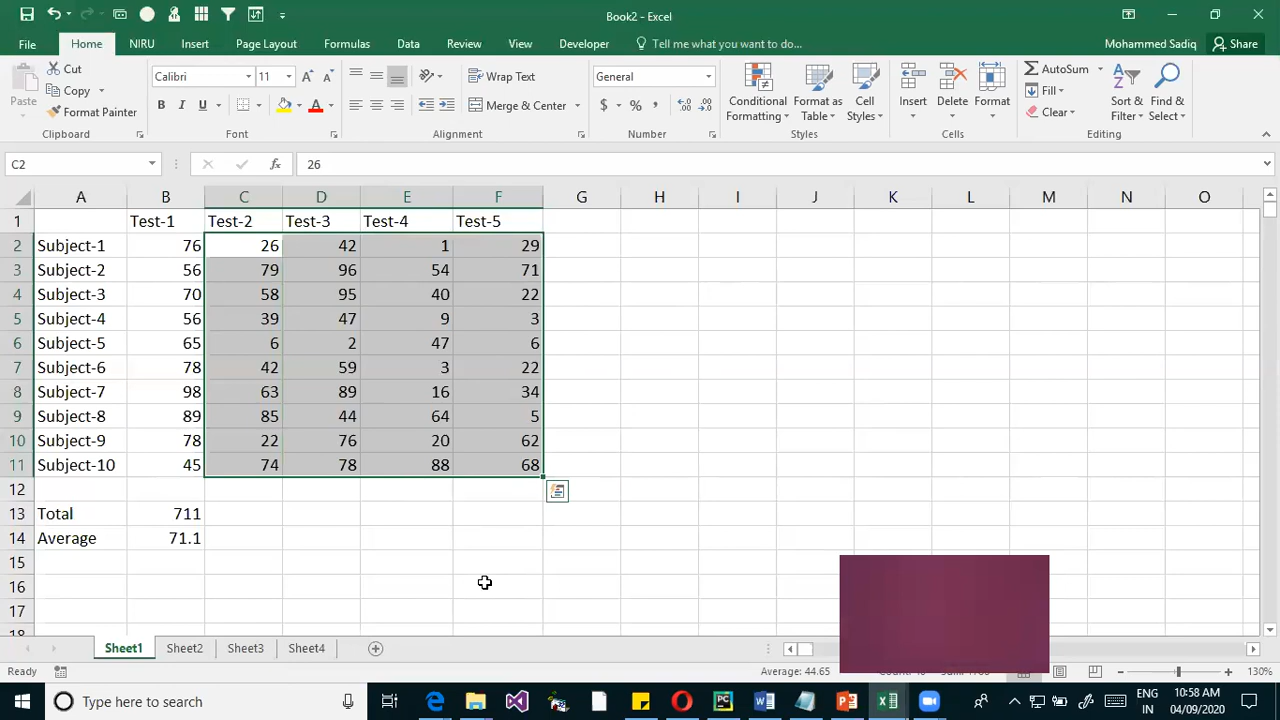 Book2 - Excel
File Home NIRU Insert Page Layout Formulas Data Review View Developer Tell me what you want to do... Mohammed Sadiq Share
Paste
Cut
Copy
Format Painter
Clipboard
Calibri 11
B I U
A A
Font
Wrap Text
Merge & Center
Alignment
General
$ % ,
Number
Conditional Formatting
Format as Table
Cell Styles
Styles
Insert
Delete
Format
Cells
AutoSum
Fill
Clear
Sort & Filter
Find & Select
Editing
C2 fx 26
A B C D E F G H I J K L M N O
1 Test-1 Test-2 Test-3 Test-4 Test-5
2 Subject-1 76 26 42 1 29
3 Subject-2 56 79 96 54 71
4 Subject-3 70 58 95 40 22
5 Subject-4 56 39 47 9 3
6 Subject-5 65 6 2 47 6
7 Subject-6 78 42 59 3 22
8 Subject-7 98 63 89 16 34
9 Subject-8 89 85 44 64 5
10 Subject-9 78 22 76 20 62
11 Subject-10 45 74 78 88 68
12
13 Total 711
14 Average 71.1
15
16
17
18
Sheet1 Sheet2 Sheet3 Sheet4
Ready Average: 44.65 130%
Type here to search
ENG
IN
10:58 AM
04/09/2020